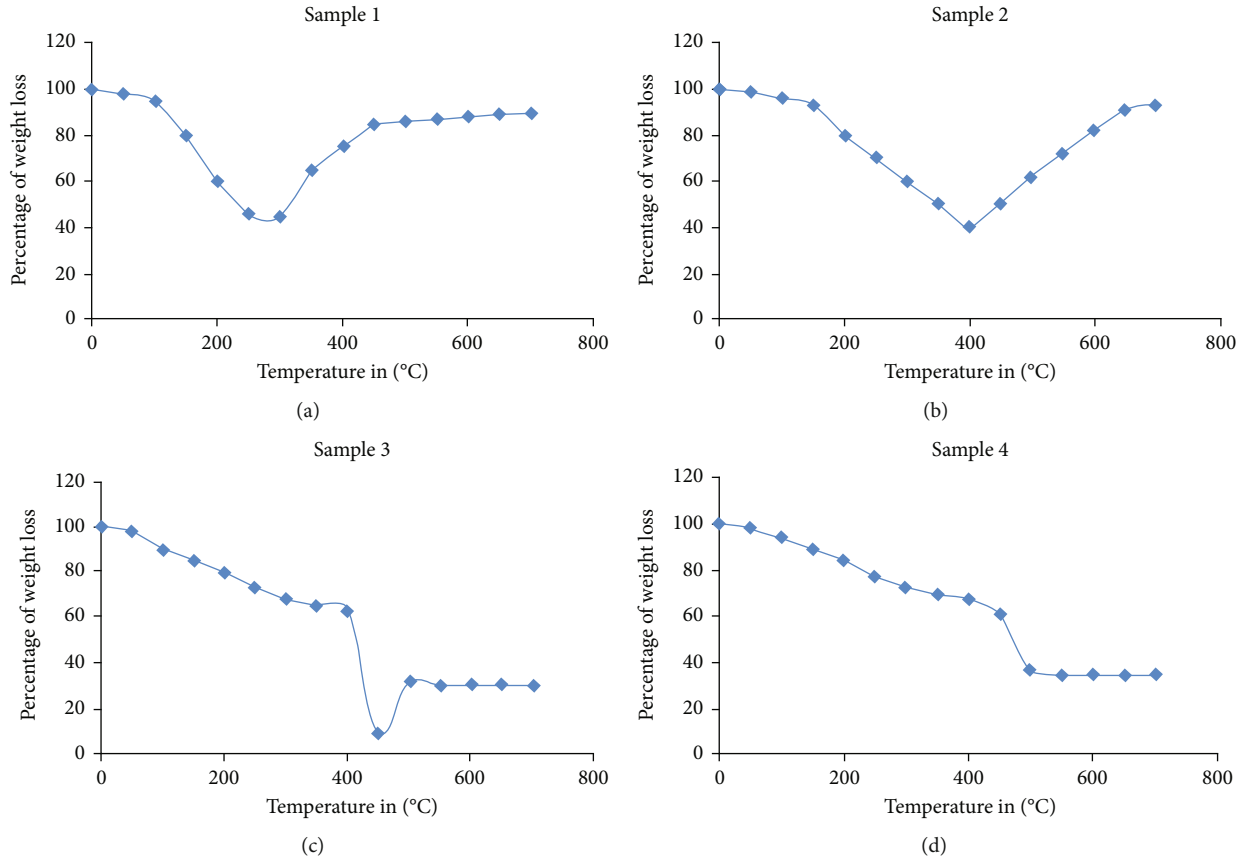 Sample 1
120
100
80
60
40
20
0
Percentage of weight loss
0 200 400 600 800
Temperature in (°C)
(a)
Sample 2
120
100
80
60
40
20
0
Percentage of weight loss
0 200 400 600 800
Temperature in (°C)
(b)
Sample 3
120
100
80
60
40
20
0
Percentage of weight loss
0 200 400 600 800
Temperature in (°C)
(c)
Sample 4
120
100
80
60
40
20
0
Percentage of weight loss
0 200 400 600 800
Temperature in (°C)
(d)